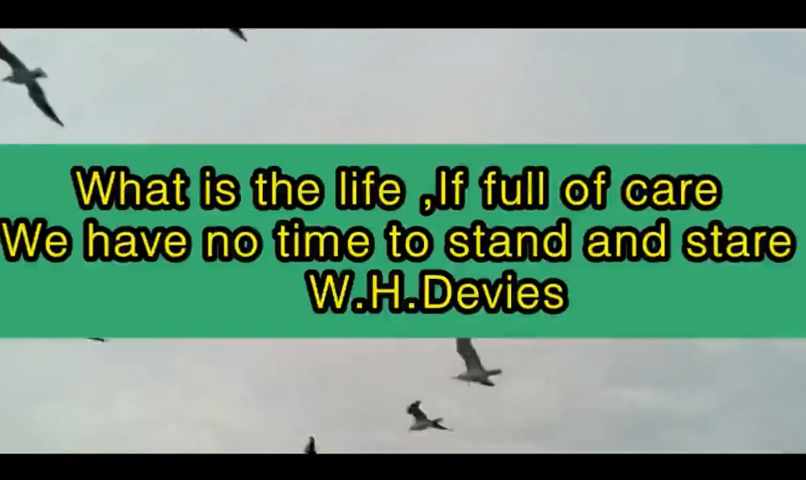 What is the life ,If full of care
We have no time to stand and stare
W.H.Devies